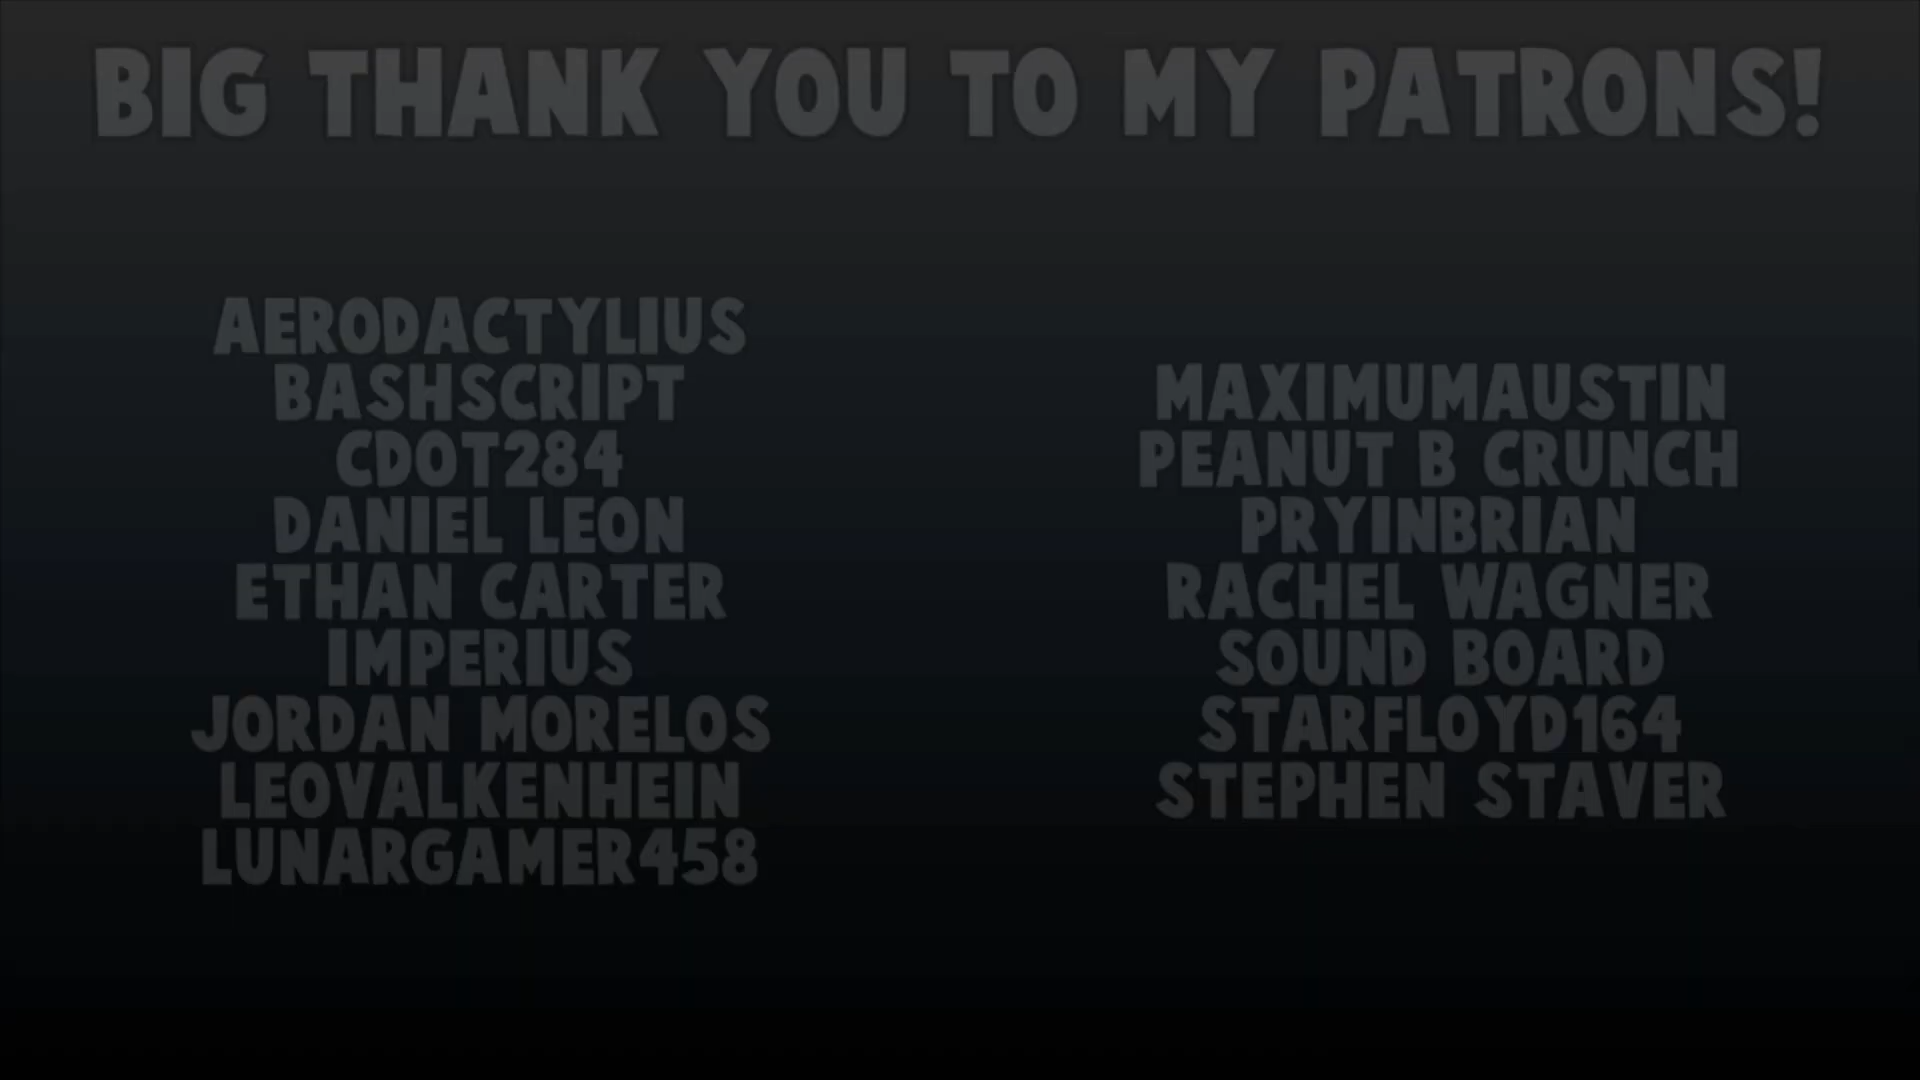 BIG THANK YOU TO MY PATRONS!
AERODACTYLIUS
BASHSCRIPT
CDOT284
DANIEL LEON
ETHAN CARTER
IMPERIUS
JORDAN MORELOS
LEOVALKENHEIN
LUNARGAMER458
MAXIMUMAUSTIN
PEANUT B CRUNCH
PRYINBRIAN
RACHEL WAGNER
SOUND BOARD
STARFLOYD164
STEPHEN STAVER